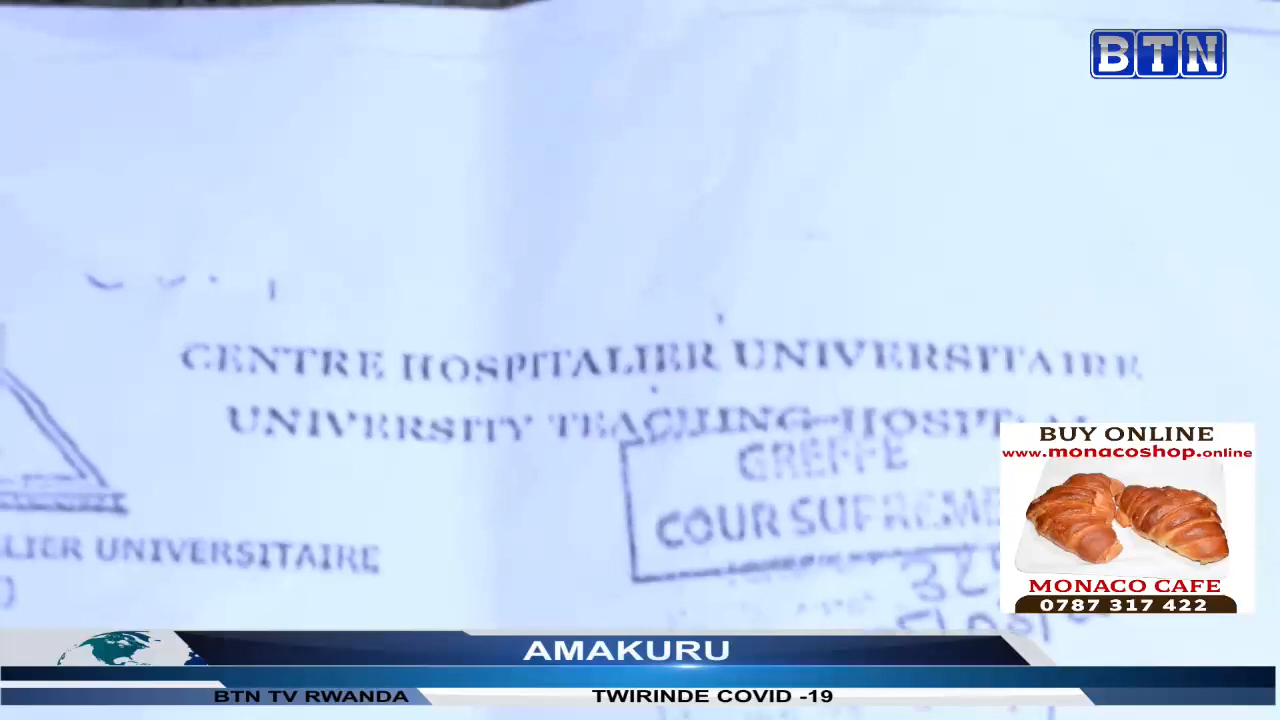 BTN
CENTRE HOSPITALIER UNIVERSITAIRE
UNIVERSITY TEACHING HOSPITAL
GREFFE
COUR SUPREME
LIER UNIVERSITAIRE
BUY ONLINE
www.monacoshop.online
MONACO CAFE
0787 317 422
AMAKURU
BTN TV RWANDA
TWIRINDE COVID -19